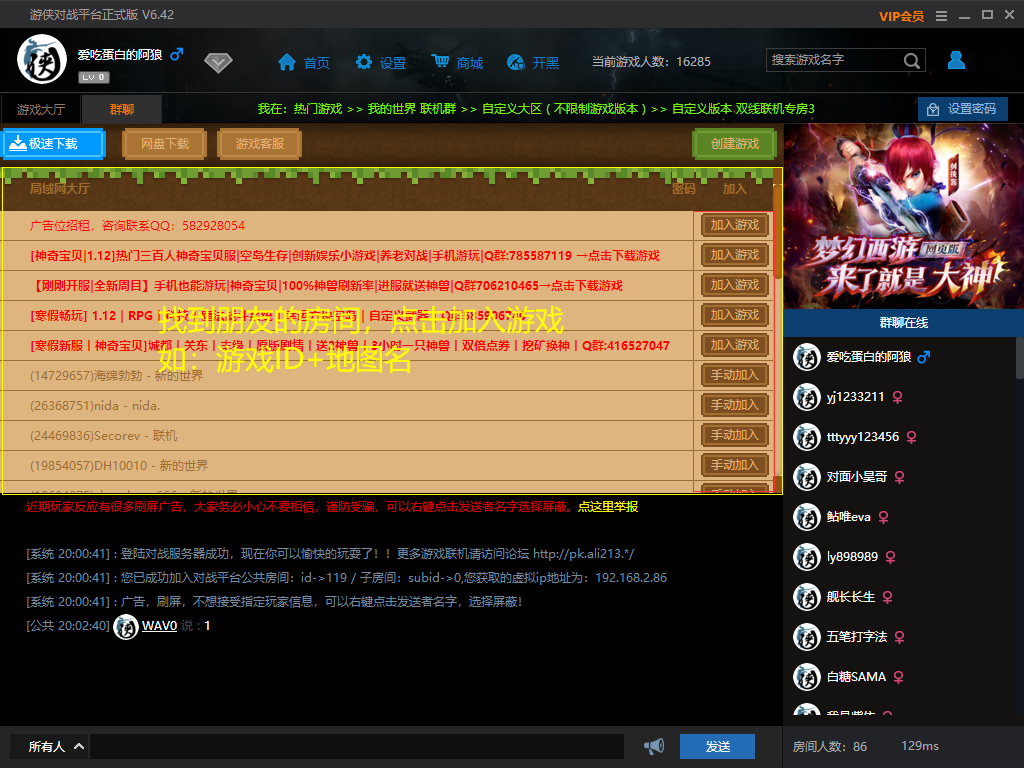 游侠对战平台正式版 V6.42
VIP会员
爱吃蛋白的阿狼
LV 0
首页
设置
商城
开黑
当前游戏人数：16285
搜索游戏名字
游戏大厅
群聊
我在：热门游戏 >> 我的世界 联机群 >> 自定义大区 ( 不限制游戏版本 ) >> 自定义版本.双线联机专房3
设置密码
极速下载
网盘下载
游戏客服
创建游戏
局域网大厅
密码
加入
广告位招租，咨询联系QQ：582928054
加入游戏
[神奇宝贝|1.12]热门三百人神奇宝贝服|空岛生存|创新娱乐小游戏|养老对战|手机游玩|Q群:785587119 →点击下载游戏
加入游戏
【刚刚开服|全新周目】手机也能游玩|神奇宝贝|100%神兽刷新率|进服就送神兽|Q群706210465→点击下载游戏
加入游戏
[寒假畅玩] 1.12 | RPG
加入游戏
找到朋友的房间，点击加入游戏
[寒假新服 | 神奇宝贝]城都 | 关东 | 主线 | 原版剧情 | 送0神兽 | 8小时一只神兽 | 双倍点券 | 挖矿换神 | Q群:416527047
加入游戏
如：游戏ID+地图名
(14729657)海绵勃勃 - 新的世界
手动加入
(26368751)nida - nida.
手动加入
(24469836)Secorev - 联机
手动加入
(19854057)DH10010 - 新的世界
手动加入
近期玩家反应有很多刷屏广告，大家务必小心不要相信，谨防受骗，可以右键点击发送者名字选择屏蔽。点这里举报
[系统 20:00:41] : 登陆对战服务器成功，现在你可以愉快的玩耍了！！更多游戏联机请访问论坛 http://pk.ali213.*/
[系统 20:00:41] : 您已成功加入对战平台公共房间：id->119 / 子房间：subid->0,您获取的虚拟ip地址为：192.168.2.86
[系统 20:00:41] : 广告，刷屏，不想接受指定玩家信息，可以右键点击发送者名字，选择屏蔽！
[公共 20:02:40]
WAV0 说 : 1
所有人
发送
梦幻西游
网页版
来了就是大神
群聊在线
爱吃蛋白的阿狼
yj1233211
tttyyy123456
对面小昊哥
鲇唯eva
ly898989
舰长长生
五笔打字法
白糖SAMA
房间人数：86
129ms